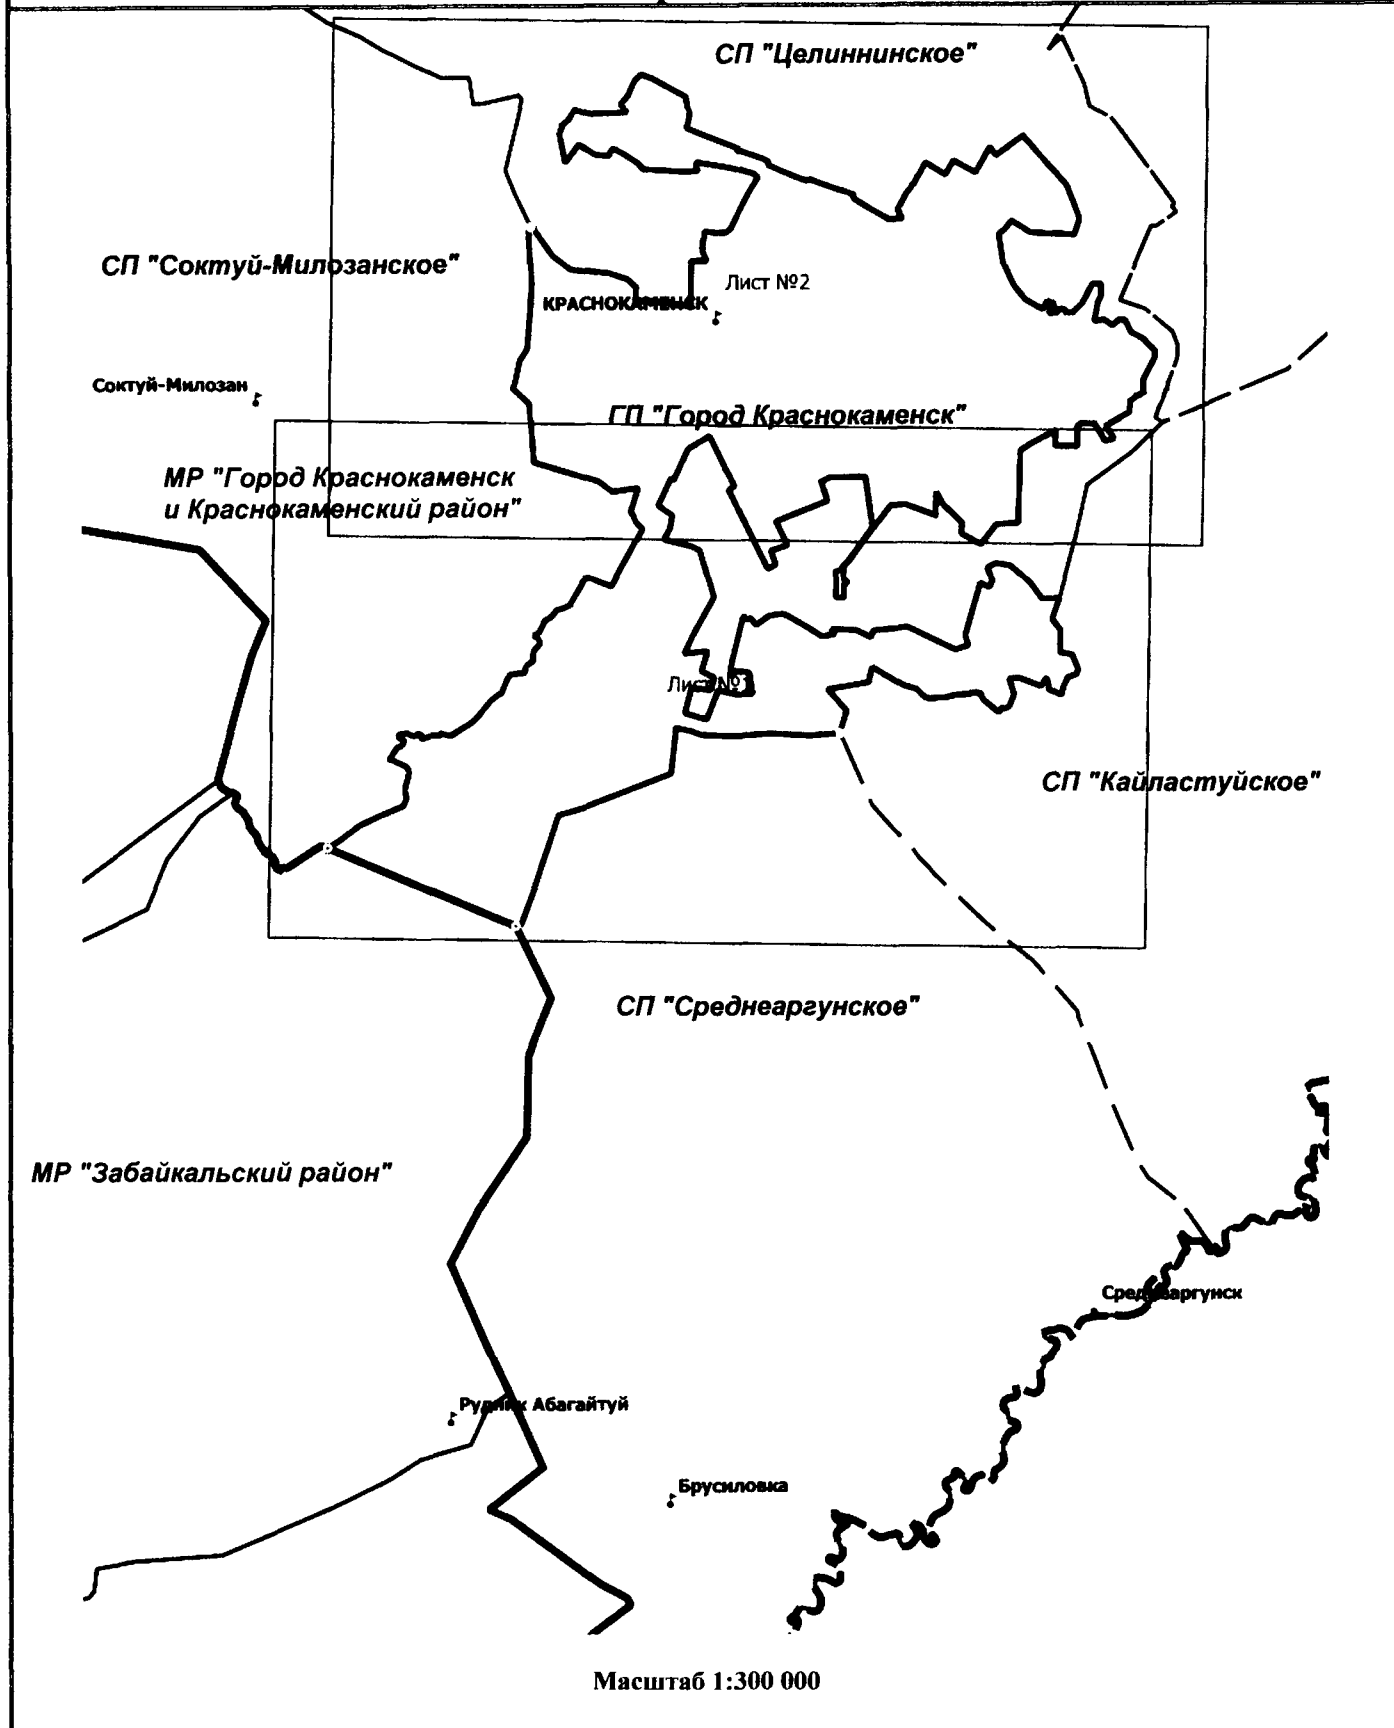 СП "Целиннинское"
СП "Соктуй-Милозанское"
Лист №2
КРАСНОКАМЕНСК
Соктуй-Милозан
ГП "Город Краснокаменск"
МР "Город Краснокаменск
и Краснокаменский район"
Лист №1
СП "Кайластуйское"
СП "Среднеаргунское"
МР "Забайкальский район"
Среднеаргунск
Рудник Абагайтуй
Брусиловка
Масштаб 1:300 000